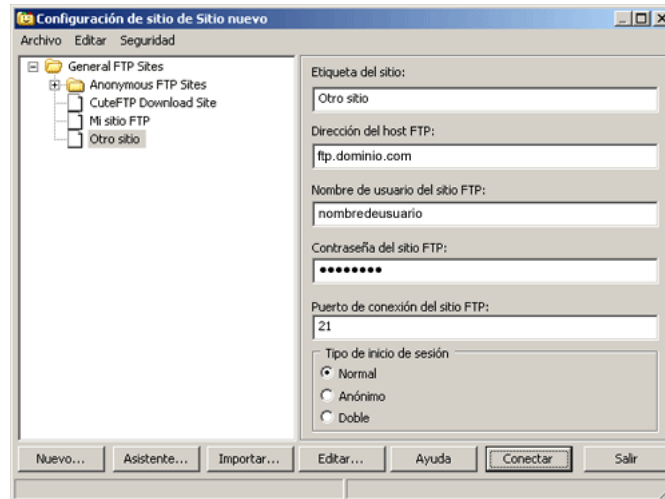 Configuración de sitio de Sitio nuevo
Archivo Editar Seguridad
General FTP Sites
Anonymous FTP Sites
CuteFTP Download Site
Mi sitio FTP
Otro sitio
Etiqueta del sitio:
Otro sitio
Dirección del host FTP:
ftp.dominio.com
Nombre de usuario del sitio FTP:
nombredeusuario
Contraseña del sitio FTP:
••••••••
Puerto de conexión del sitio FTP:
21
Tipo de inicio de sesión
Normal
Anónimo
Doble
Nuevo... Asistente... Importar... Editar... Ayuda Conectar Salir